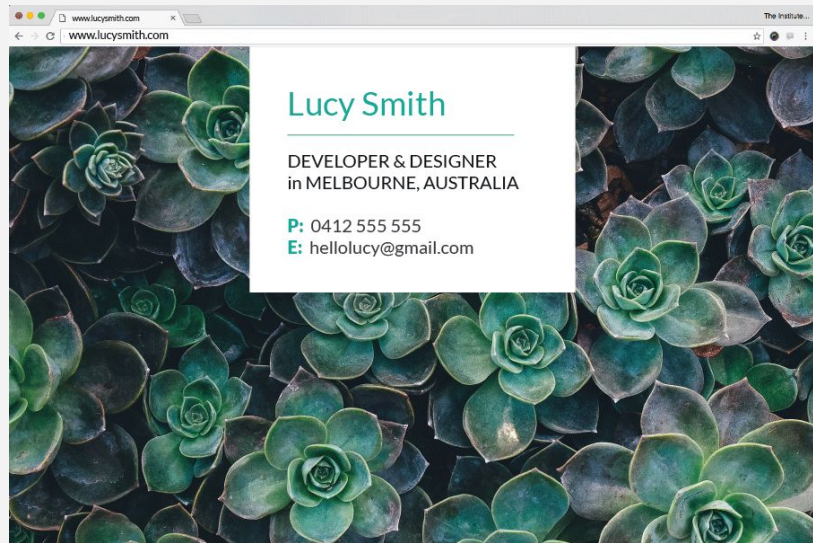 www.lucysmith.com
The Institute...
www.lucysmith.com
Lucy Smith
DEVELOPER & DESIGNER
in MELBOURNE, AUSTRALIA
P: 0412 555 555
E: hellolucy@gmail.com